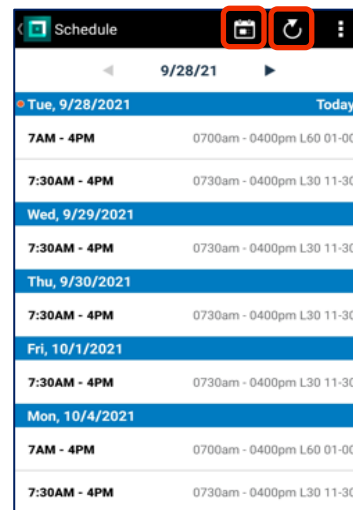 Schedule
9/28/21
Tue, 9/28/2021 Today
7AM - 4PM 0700am - 0400pm L60 01-00
7:30AM - 4PM 0730am - 0400pm L30 11-30
Wed, 9/29/2021
7:30AM - 4PM 0730am - 0400pm L30 11-30
Thu, 9/30/2021
7:30AM - 4PM 0730am - 0400pm L30 11-30
Fri, 10/1/2021
7:30AM - 4PM 0730am - 0400pm L30 11-30
Mon, 10/4/2021
7AM - 4PM 0700am - 0400pm L60 01-00
7:30AM - 4PM 0730am - 0400pm L30 11-30